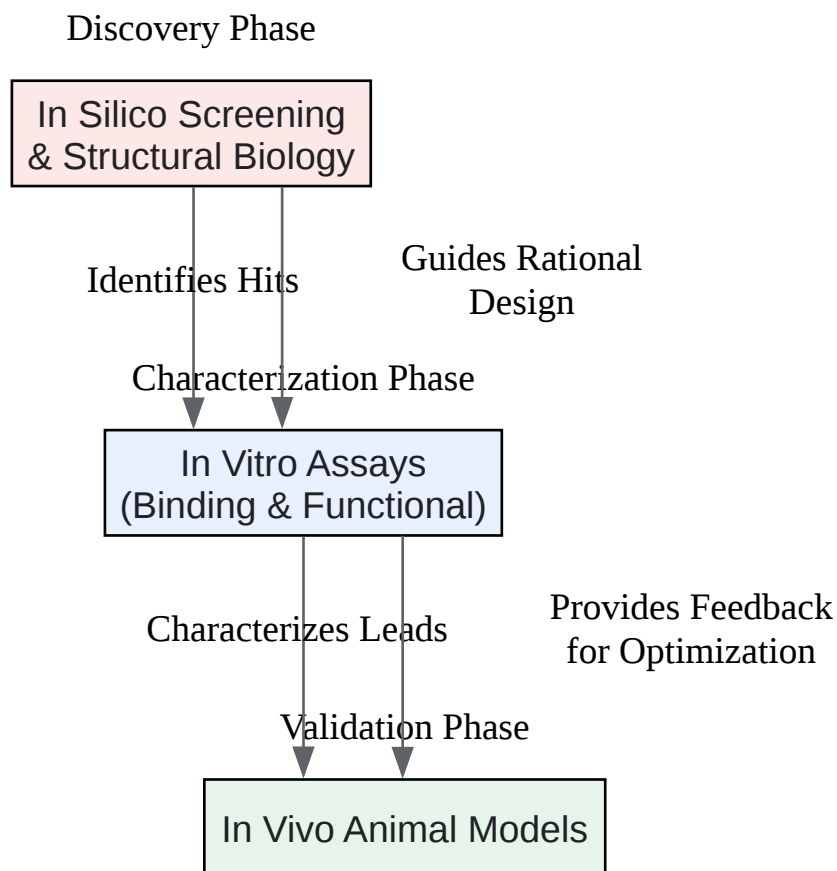 Discovery Phase
In Silico Screening
& Structural Biology
Identifies Hits
Guides Rational
Design
Characterization Phase
In Vitro Assays
(Binding & Functional)
Characterizes Leads
Provides Feedback
for Optimization
Validation Phase
In Vivo Animal Models